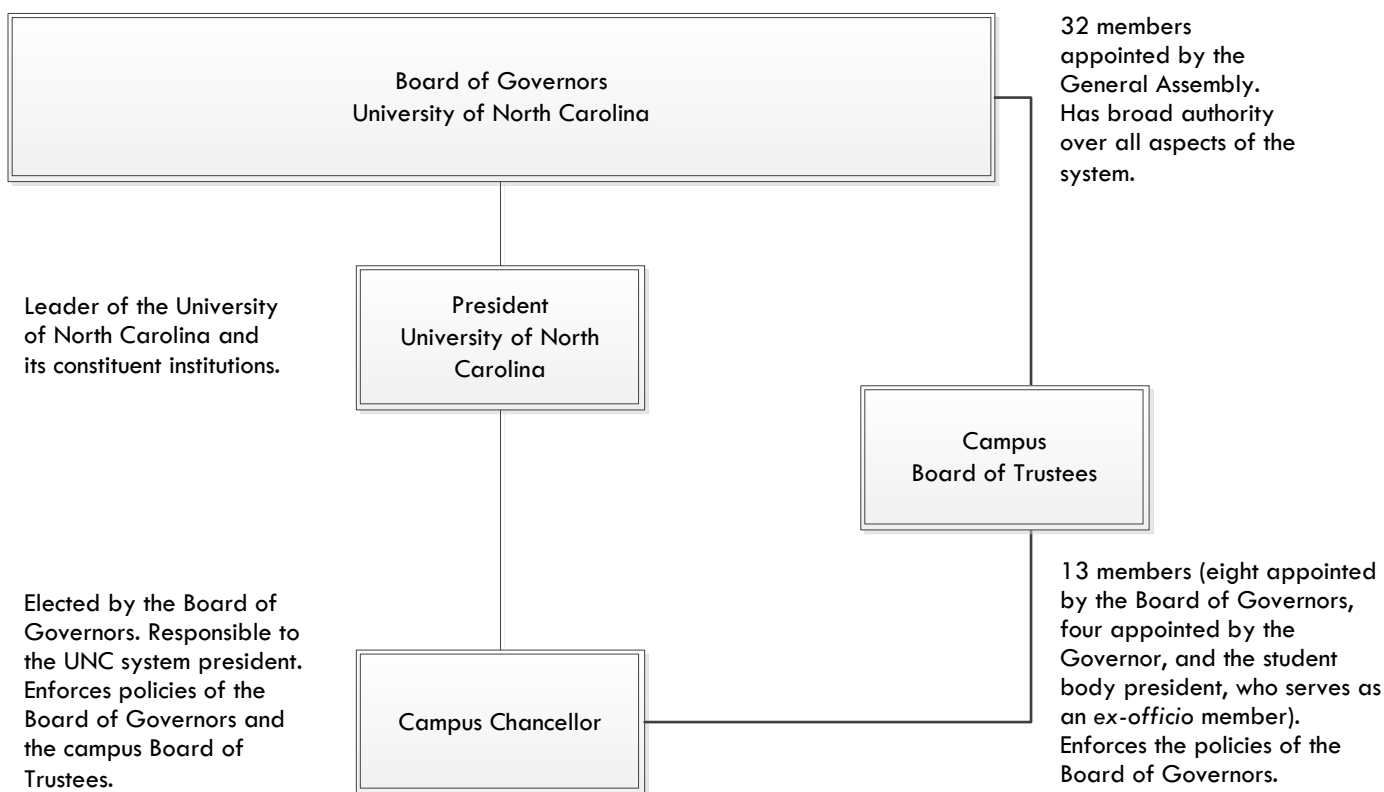 Board of Governors
University of North Carolina
32 members
appointed by the
General Assembly.
Has broad authority
over all aspects of the
system.
Leader of the University
of North Carolina and
its constituent institutions.
President
University of North
Carolina
Campus
Board of Trustees
Elected by the Board of
Governors. Responsible to
the UNC system president.
Enforces policies of the
Board of Governors and
the campus Board of
Trustees.
Campus Chancellor
13 members (eight appointed
by the Board of Governors,
four appointed by the
Governor, and the student
body president, who serves as
an ex-officio member).
Enforces the policies of the
Board of Governors.